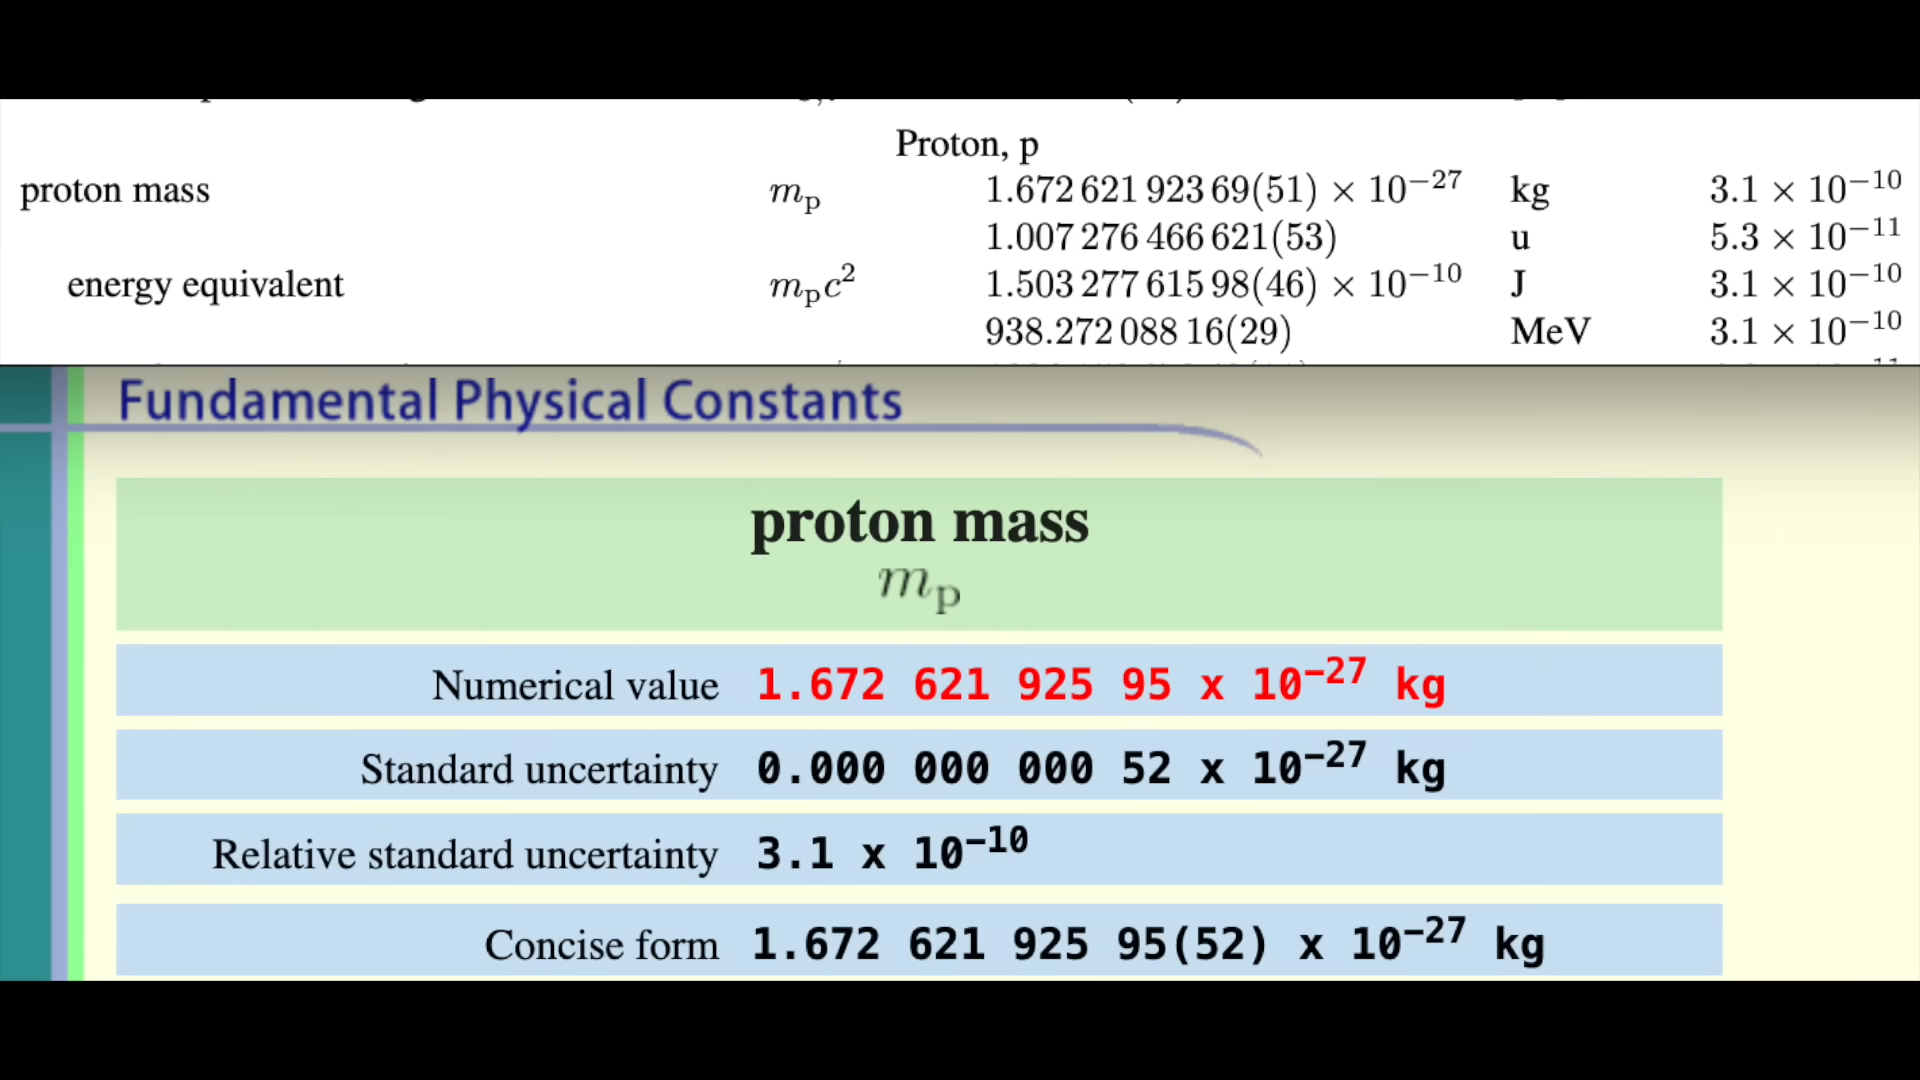 Proton, p
proton mass mₚ 1.672 621 923 69(51) × 10⁻²⁷ kg 3.1 × 10⁻¹⁰
1.007 276 466 621(53) u 5.3 × 10⁻¹¹
energy equivalent mₚc² 1.503 277 615 98(46) × 10⁻¹⁰ J 3.1 × 10⁻¹⁰
938.272 088 16(29) MeV 3.1 × 10⁻¹⁰
Fundamental Physical Constants
proton mass
mₚ
Numerical value 1.672 621 925 95 x 10⁻²⁷ kg
Standard uncertainty 0.000 000 000 52 x 10⁻²⁷ kg
Relative standard uncertainty 3.1 x 10⁻¹⁰
Concise form 1.672 621 925 95(52) x 10⁻²⁷ kg